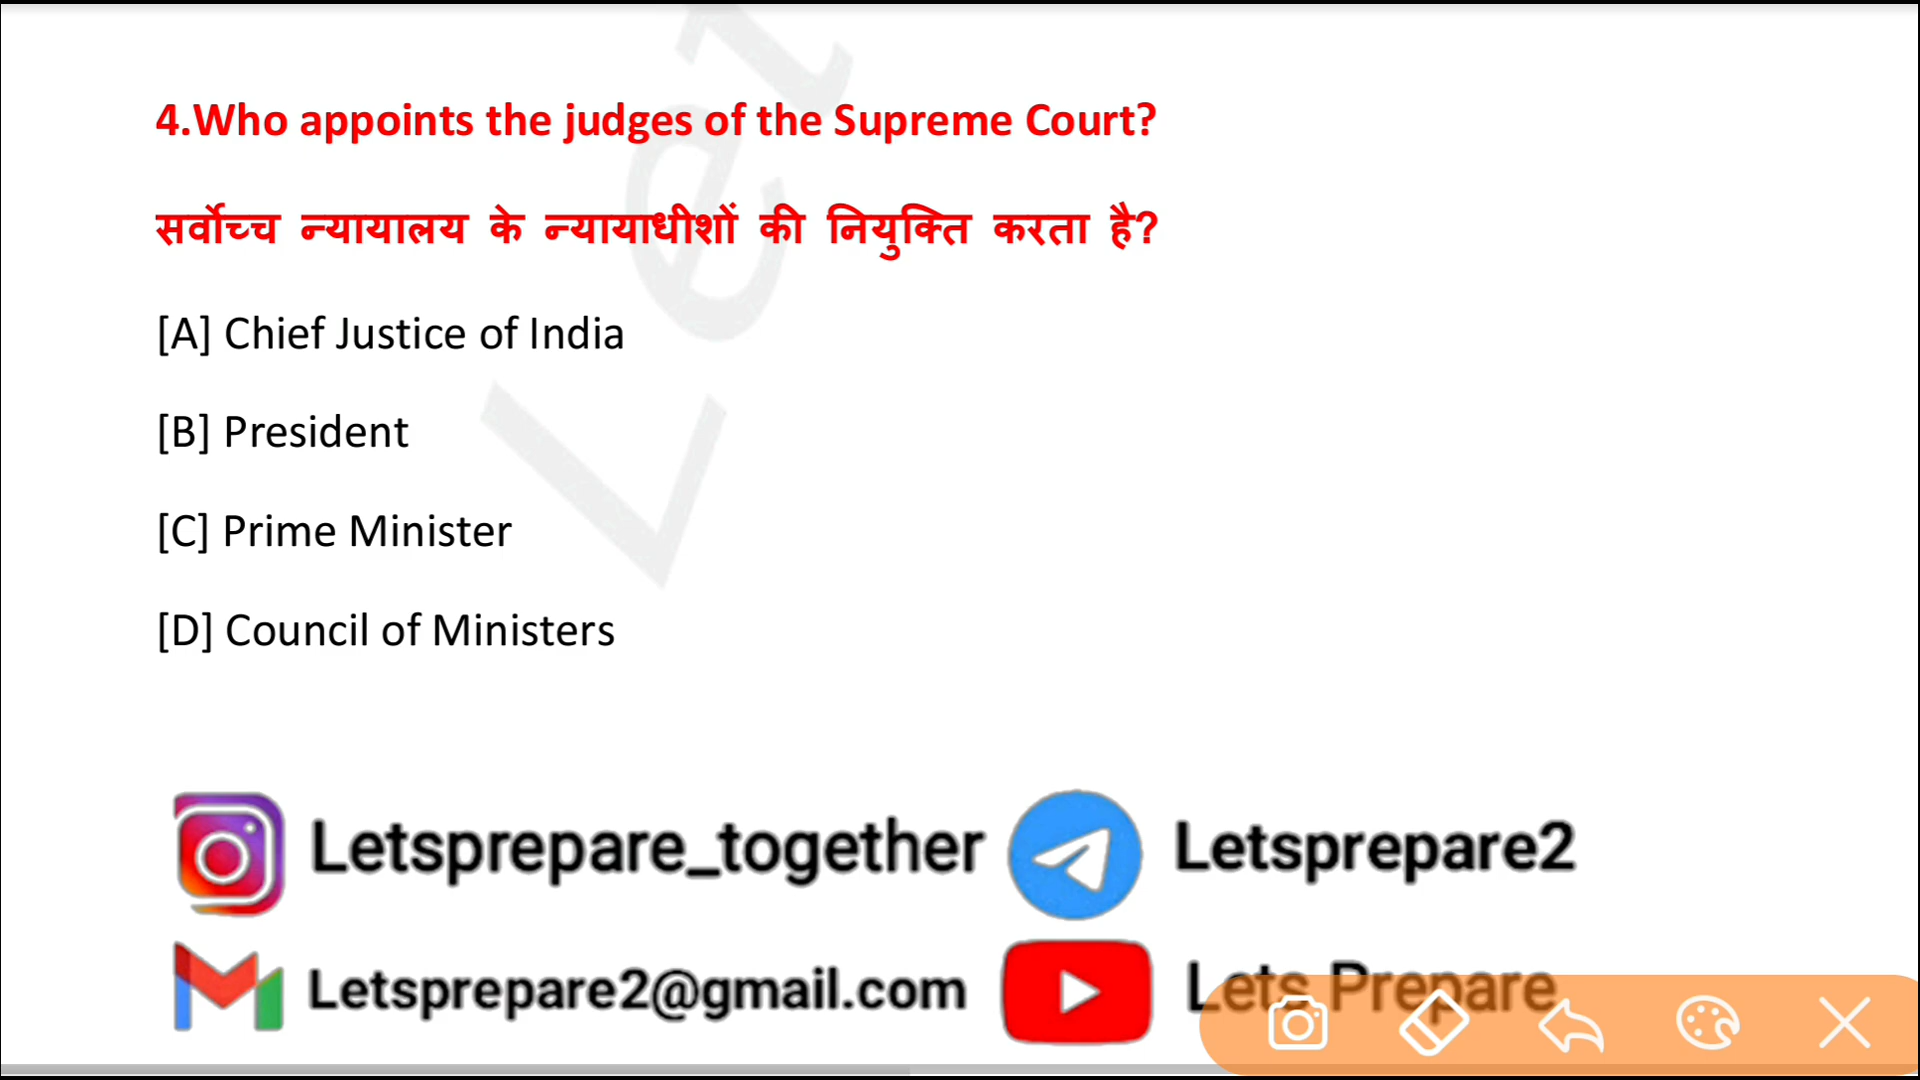 4.Who appoints the judges of the Supreme Court?
सर्वोच्च न्यायालय के न्यायाधीशों की नियुक्ति करता है?
[A] Chief Justice of India
[B] President
[C] Prime Minister
[D] Council of Ministers
Letsprepare_together Letsprepare2
Letsprepare2@gmail.com Lets Prepare
Let